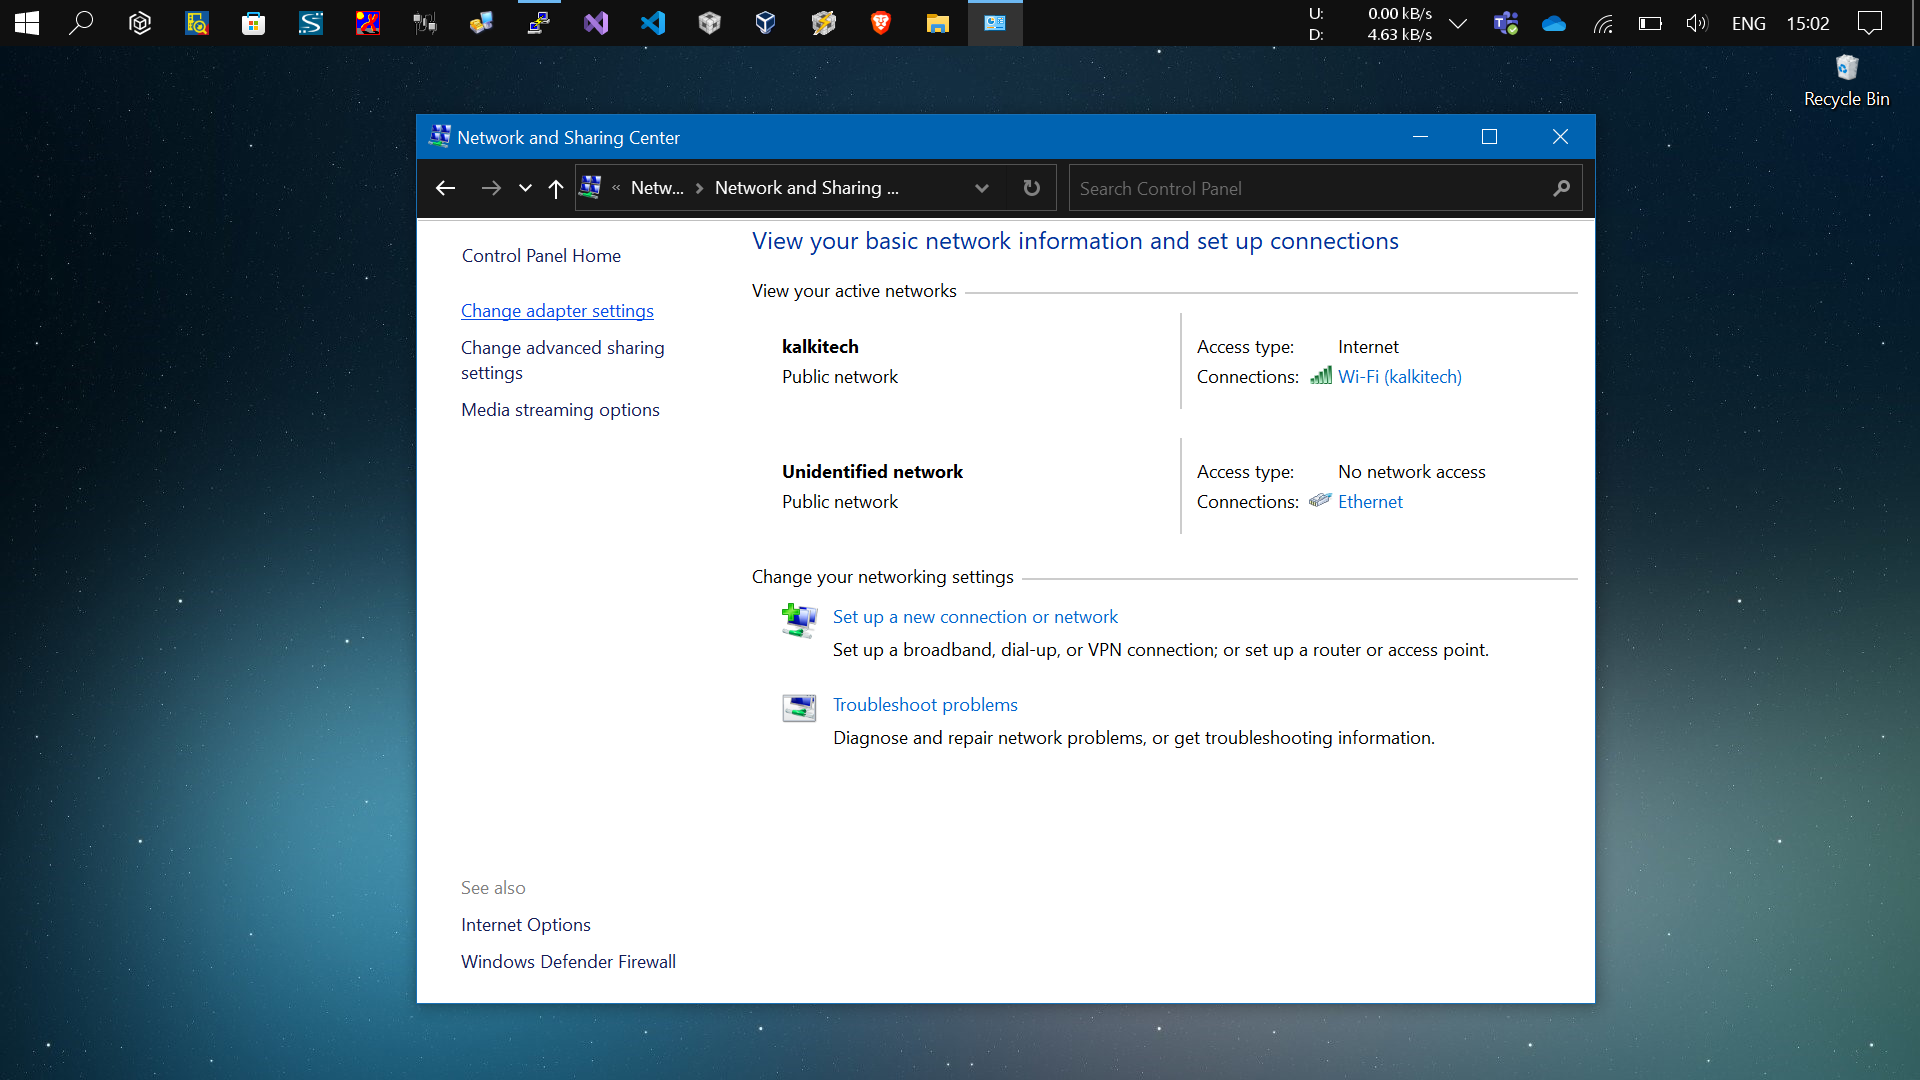 U: 0.00 kB/s
D: 4.63 kB/s
ENG
15:02
Recycle Bin
Network and Sharing Center
« Netw... Network and Sharing ...
Search Control Panel
Control Panel Home
Change adapter settings
Change advanced sharing
settings
Media streaming options
See also
Internet Options
Windows Defender Firewall
View your basic network information and set up connections
View your active networks
kalkitech
Public network
Access type: Internet
Connections: Wi-Fi (kalkitech)
Unidentified network
Public network
Access type: No network access
Connections: Ethernet
Change your networking settings
Set up a new connection or network
Set up a broadband, dial-up, or VPN connection; or set up a router or access point.
Troubleshoot problems
Diagnose and repair network problems, or get troubleshooting information.